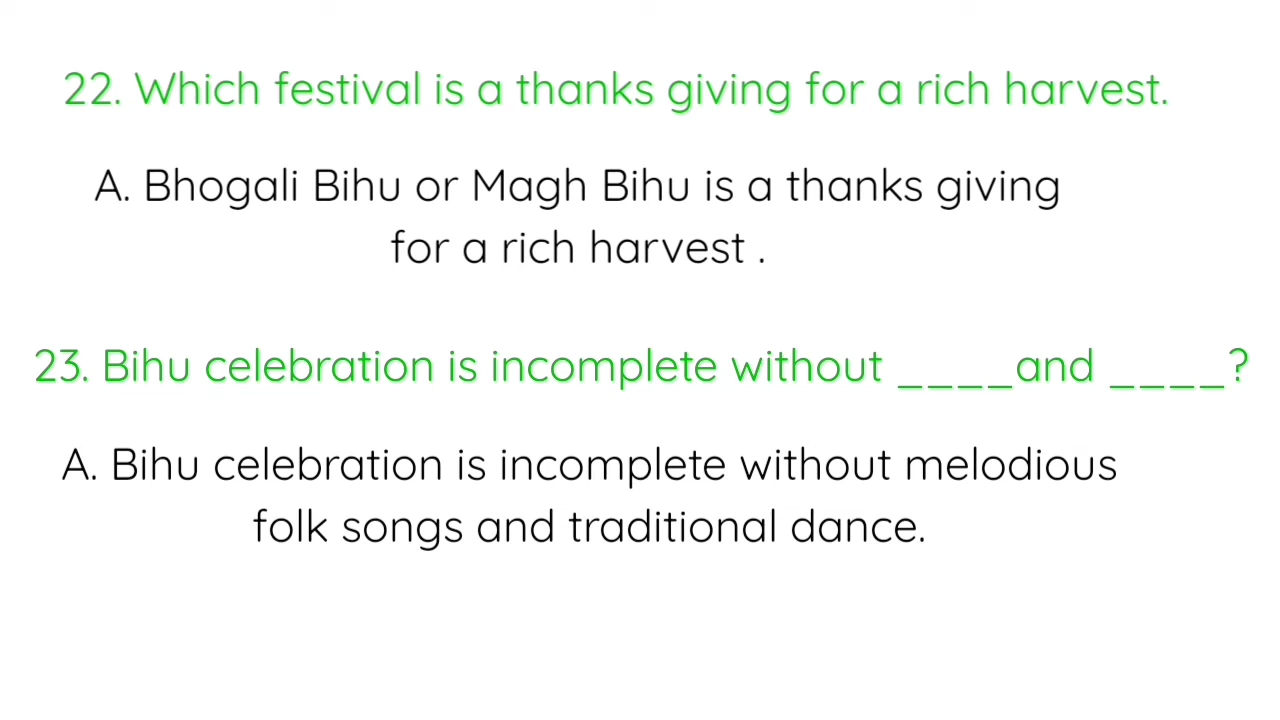 22. Which festival is a thanks giving for a rich harvest.
A. Bhogali Bihu or Magh Bihu is a thanks giving
for a rich harvest .
23. Bihu celebration is incomplete without ____and ____?
A. Bihu celebration is incomplete without melodious
folk songs and traditional dance.